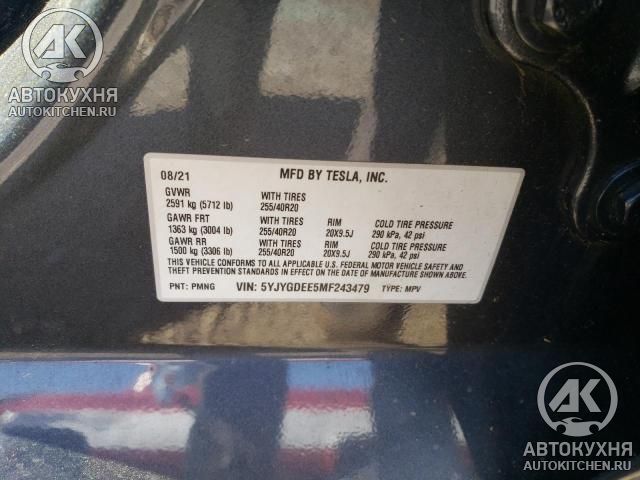 АК
АВТОКУХНЯ
AUTOKITCHEN.RU
08/21 MFD BY TESLA, INC.
GVWR WITH TIRES
2591 kg (5712 lb) 255/40R20
GAWR FRT WITH TIRES RIM COLD TIRE PRESSURE
1363 kg (3004 lb) 255/40R20 20X9.5J 290 kPa, 42 psi
GAWR RR WITH TIRES RIM COLD TIRE PRESSURE
1500 kg (3306 lb) 255/40R20 20X9.5J 290 kPa, 42 psi
THIS VEHICLE CONFORMS TO ALL APPLICABLE U.S. FEDERAL MOTOR VEHICLE SAFETY AND
THEFT PREVENTION STANDARDS IN EFFECT ON THE DATE OF MANUFACTURE SHOWN ABOVE.
PNT: PMNG VIN: 5YJYGDEE5MF243479 TYPE: MPV
АК
АВТОКУХНЯ
AUTOKITCHEN.RU